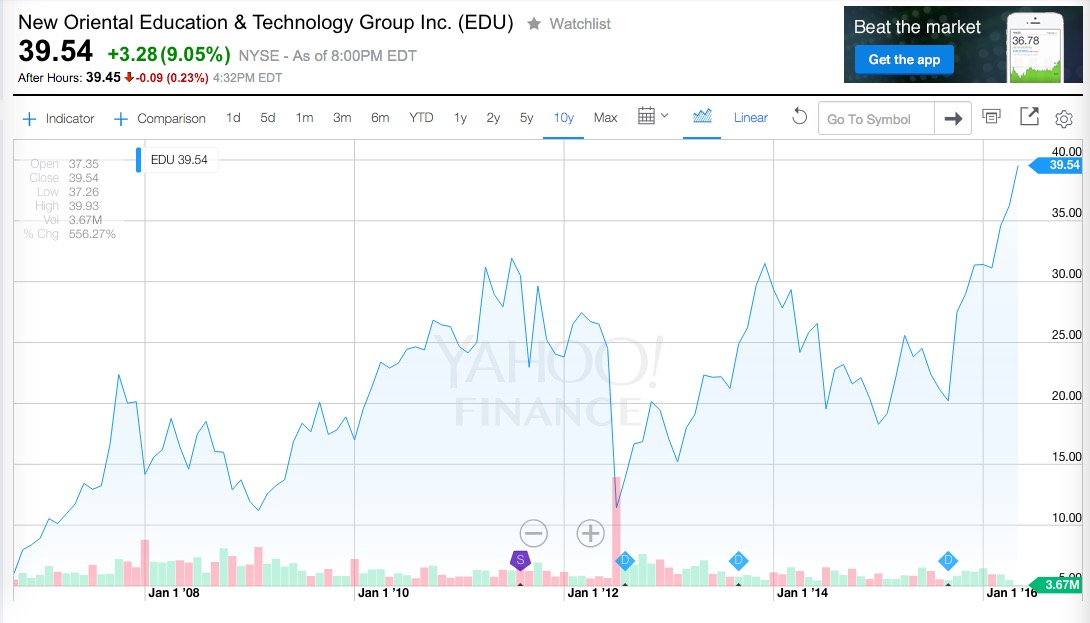 New Oriental Education & Technology Group Inc. (EDU) Watchlist
39.54 +3.28 (9.05%) NYSE - As of 8:00PM EDT
After Hours: 39.45 -0.09 (0.23%) 4:32PM EDT
Beat the market
Get the app
36.78
Indicator Comparison 1d 5d 1m 3m 6m YTD 1y 2y 5y 10y Max Linear Go To Symbol
EDU 39.54
Open 37.35
Close 39.54
Low 37.26
High 39.93
Vol 3.67M
% Chg 556.27%
40.00
39.54
35.00
30.00
25.00
20.00
15.00
10.00
5.00
3.67M
YAHOO!
FINANCE
S D D D
Jan 1 '08 Jan 1 '10 Jan 1 '12 Jan 1 '14 Jan 1 '16